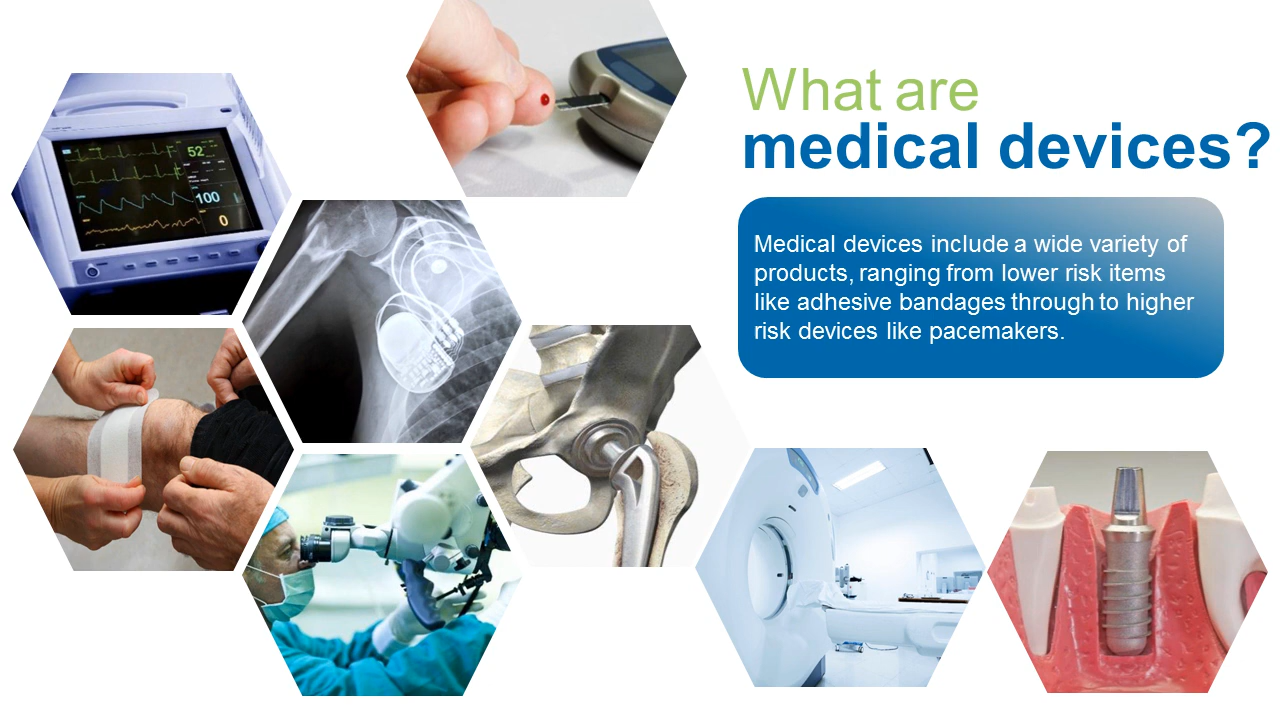 What are
medical devices?
Medical devices include a wide variety of
products, ranging from lower risk items
like adhesive bandages through to higher
risk devices like pacemakers.
52
100
0